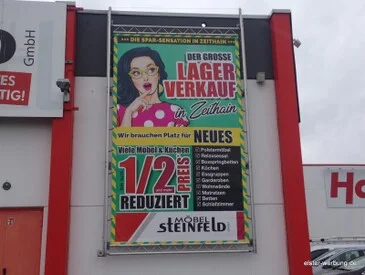 GmbH
DIE SPAR-SENSATION IN ZEITHAIN
DER GROSSE
LAGER
VERKAUF
in Zeithain
Wir brauchen Platz für NEUES
Viele Möbel & Küchen
1/2 PREIS
REDUZIERT
Polstermöbel
Relaxsessel
Boxspringbetten
Küchen
Essgruppen
Garderoben
Wohnwände
Matratzen
Betten
Schlafzimmer
MÖBEL
STEINFELD
elster-werbung.de